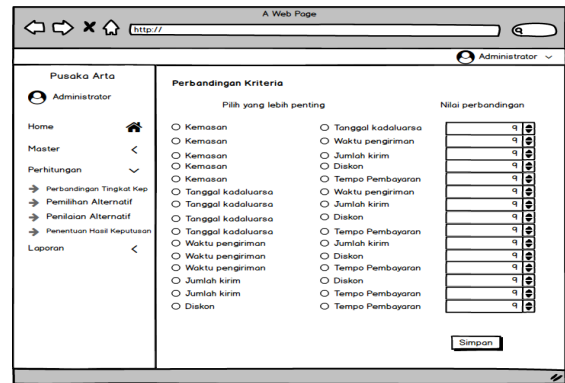 A Web Page
http://
Administrator
Pusaka Arta
Administrator
Home
Master
Perhitungan
Perbandingan Tingkat Kep
Pemilihan Alternatif
Penilaian Alternatif
Penentuan Hasil Keputusan
Laporan
Perbandingan Kriteria
Pilih yang lebih penting Nilai perbandingan
Kemasan Tanggal kadaluarsa 9
Kemasan Waktu pengiriman 9
Kemasan Jumlah kirim 9
Kemasan Diskon 9
Kemasan Tempo Pembayaran 9
Tanggal kadaluarsa Waktu pengiriman 9
Tanggal kadaluarsa Jumlah kirim 9
Tanggal kadaluarsa Diskon 9
Tanggal kadaluarsa Tempo Pembayaran 9
Waktu pengiriman Jumlah kirim 9
Waktu pengiriman Diskon 9
Waktu pengiriman Tempo Pembayaran 9
Jumlah kirim Diskon 9
Jumlah kirim Tempo Pembayaran 9
Diskon Tempo Pembayaran 9
Simpan